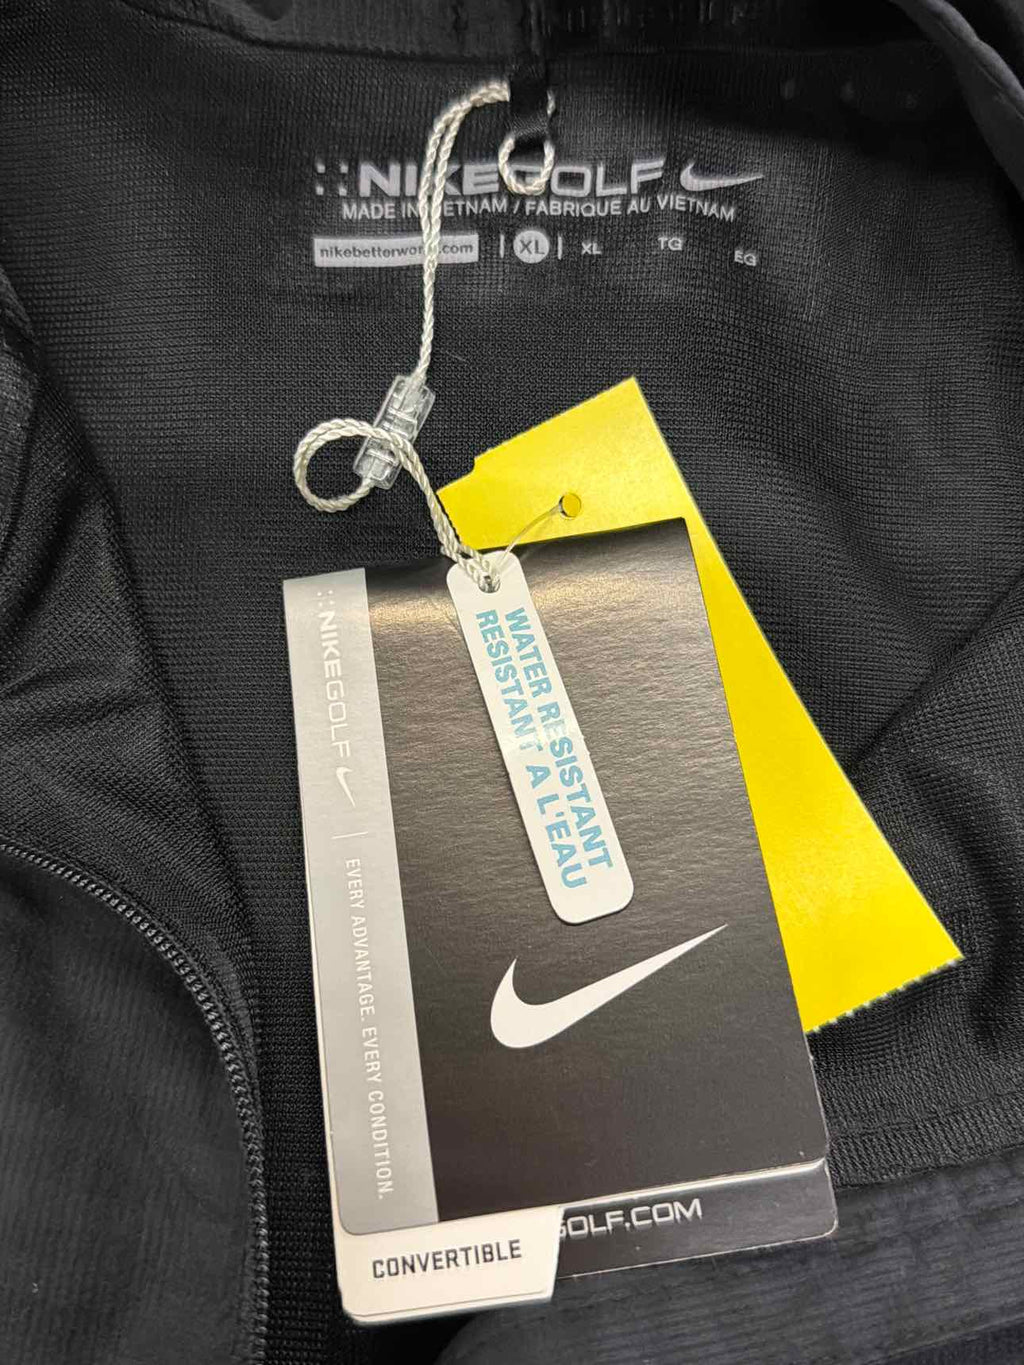 NIKEGOLF
MADE IN VIETNAM / FABRIQUE AU VIETNAM
nikebetterworld.com | XL | XL TG EG
WATER RESISTANT
RESISTANT A L'EAU
NIKEGOLF | EVERY ADVANTAGE. EVERY CONDITION.
GOLF.COM
CONVERTIBLE